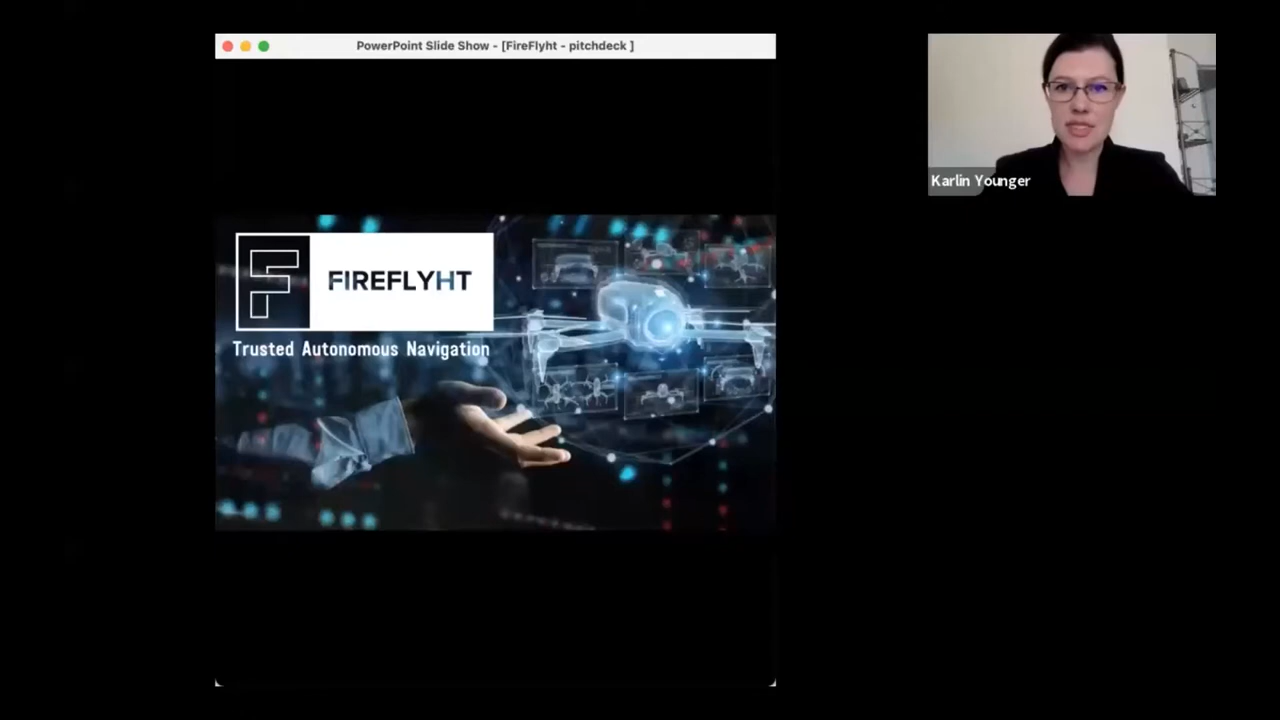 PowerPoint Slide Show - [FireFlyht - pitchdeck ]
FIREFLYHT
Trusted Autonomous Navigation
Karlin Younger